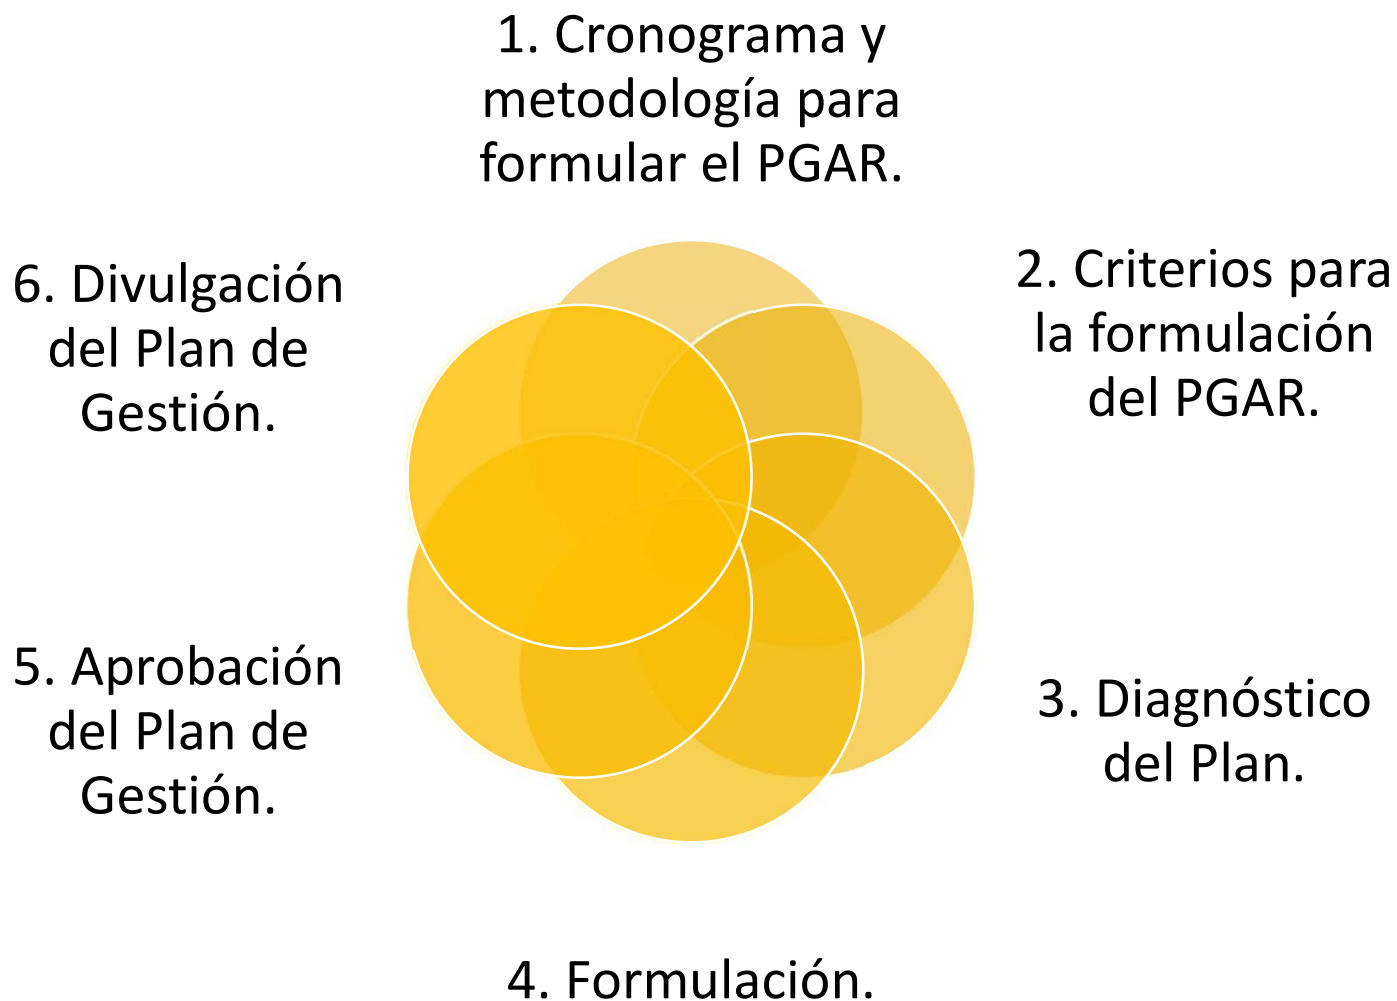 1. Cronograma y
metodología para
formular el PGAR.
2. Criterios para
la formulación
del PGAR.
3. Diagnóstico
del Plan.
4. Formulación.
5. Aprobación
del Plan de
Gestión.
6. Divulgación
del Plan de
Gestión.